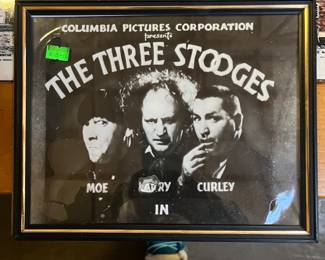 COLUMBIA PICTURES CORPORATION
presents
THE THREE STOOGES
MOE LARRY CURLEY
IN